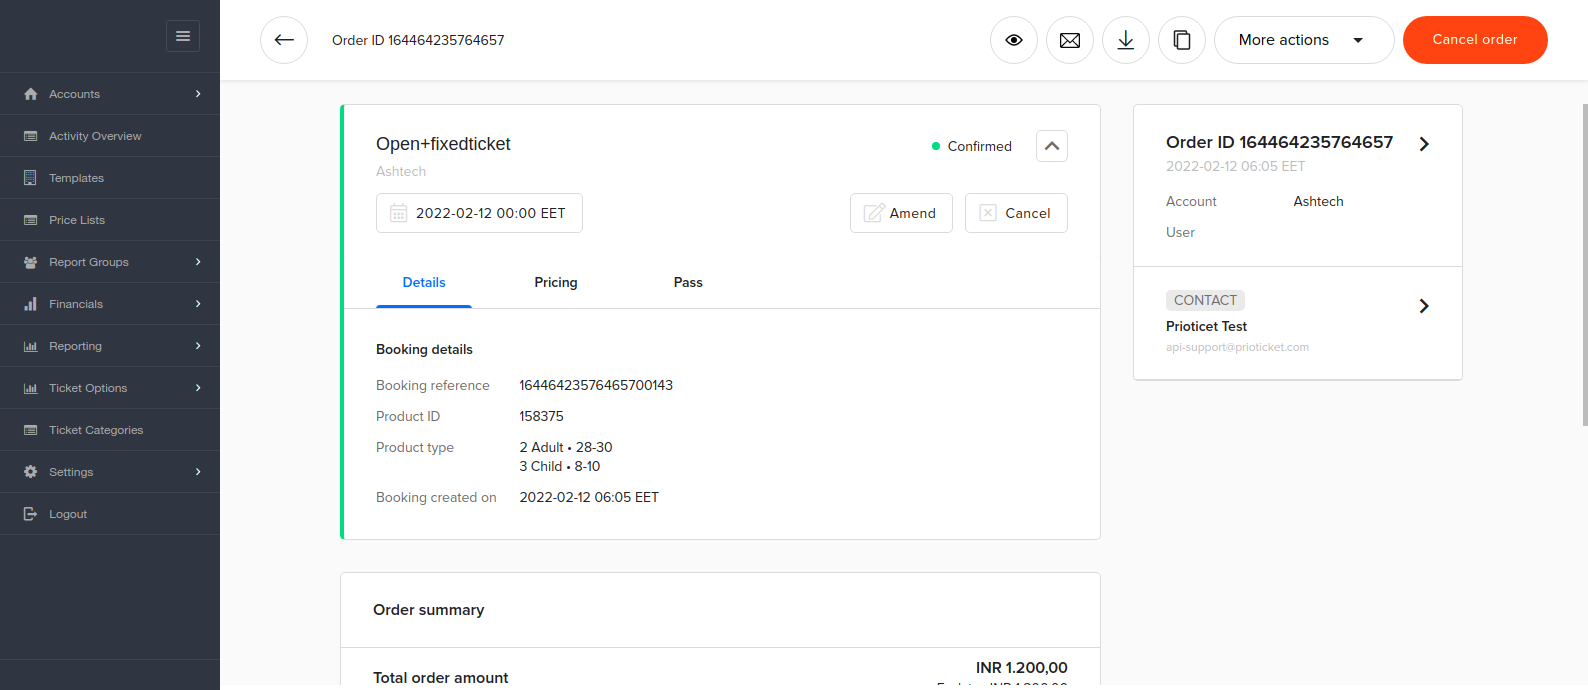 Order ID 164464235764657
More actions
Cancel order
Accounts
Activity Overview
Templates
Price Lists
Report Groups
Financials
Reporting
Ticket Options
Ticket Categories
Settings
Logout
Open+fixedticket
Confirmed
Ashtech
2022-02-12 00:00 EET
Amend
Cancel
Details
Pricing
Pass
Booking details
Booking reference 16446423576465700143
Product ID 158375
Product type 2 Adult • 28-30
3 Child • 8-10
Booking created on 2022-02-12 06:05 EET
Order summary
Total order amount INR 1.200,00
Order ID 164464235764657
2022-02-12 06:05 EET
Account Ashtech
User
CONTACT
Prioticet Test
api-support@prioticket.com